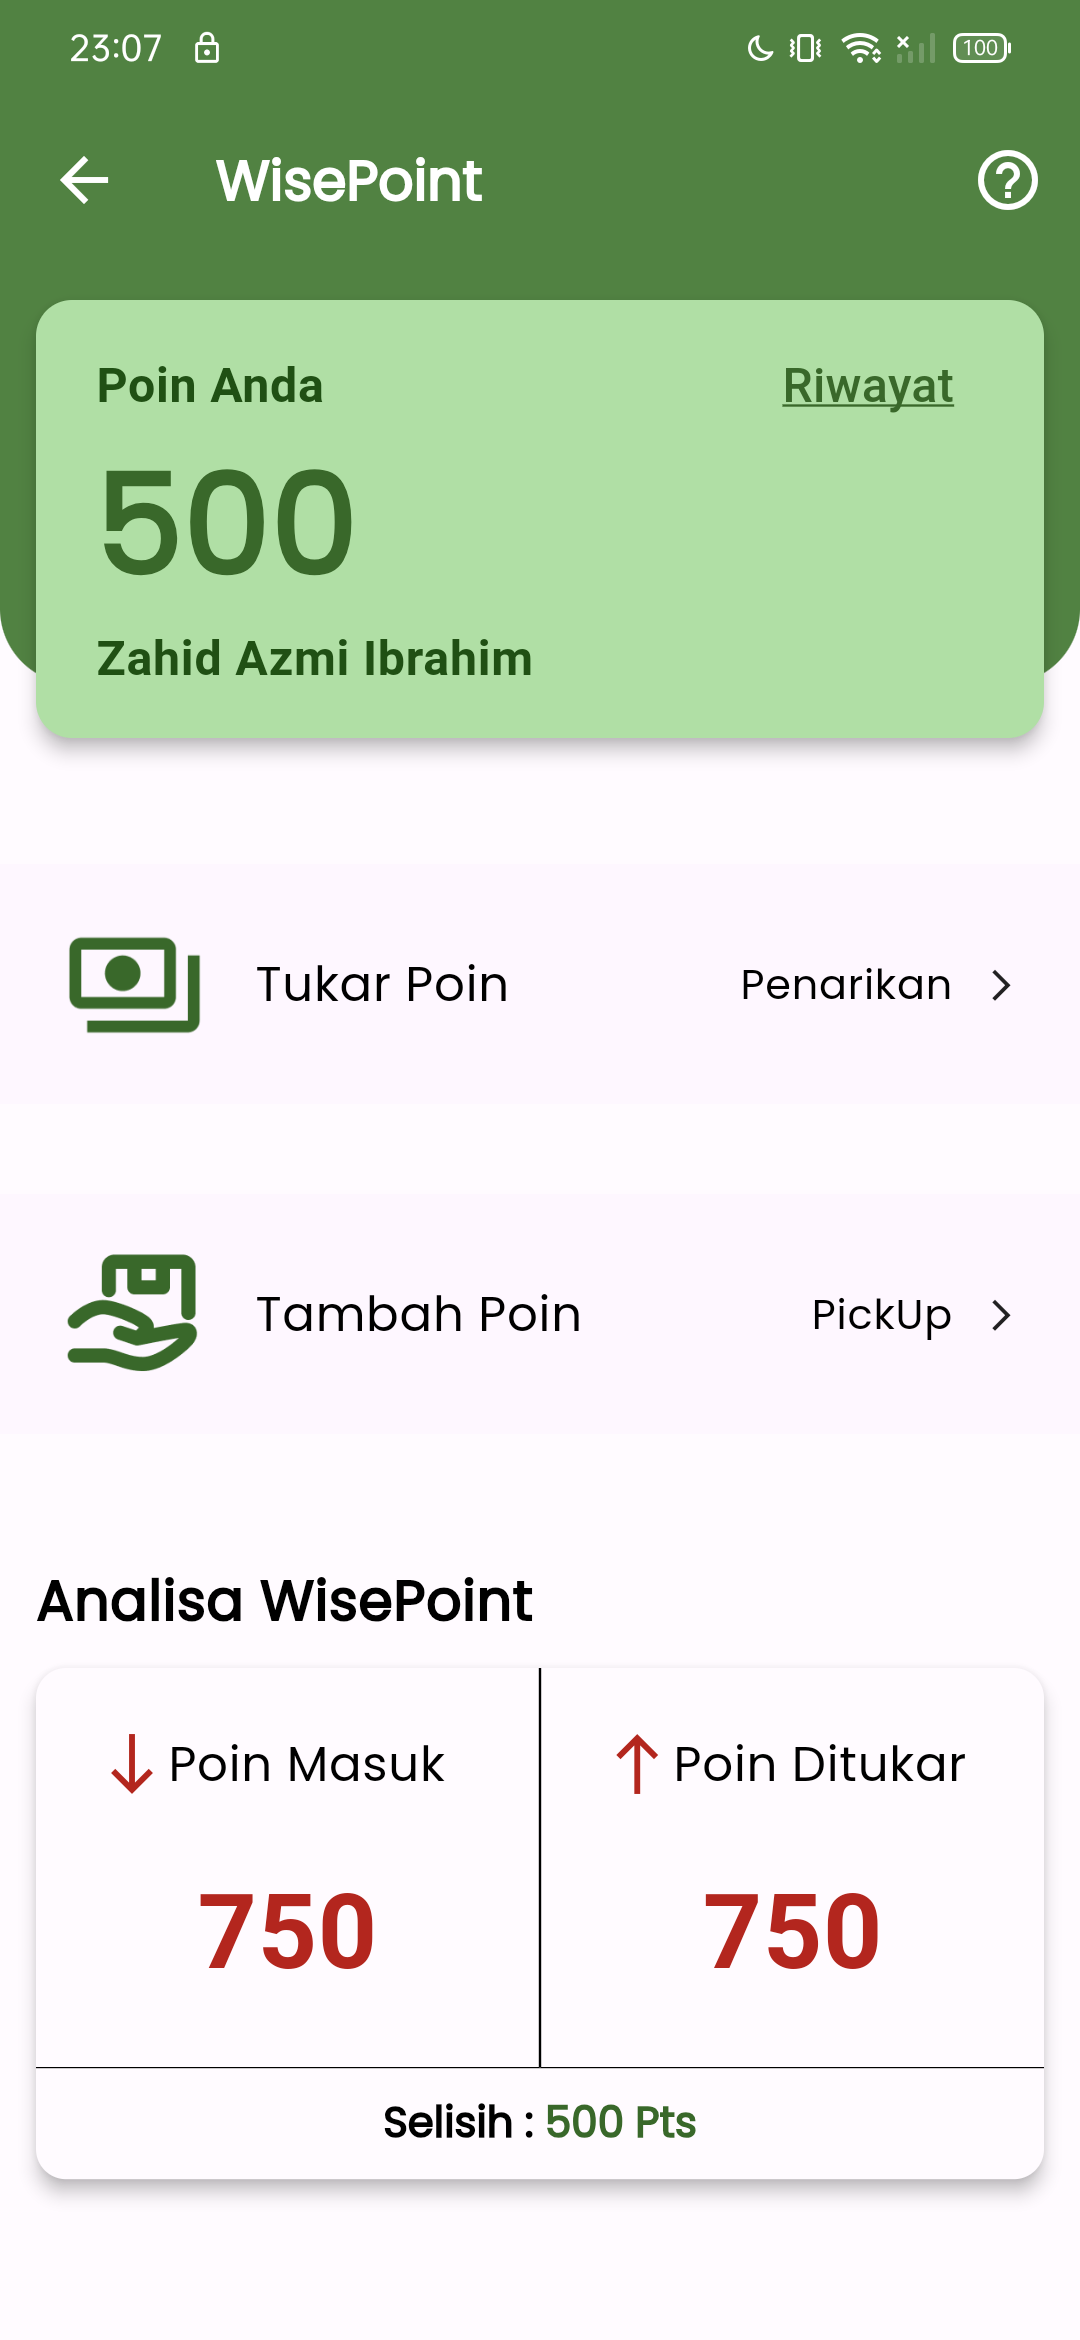 23:07
100
WisePoint
Poin Anda
Riwayat
500
Zahid Azmi Ibrahim
Tukar Poin
Penarikan
Tambah Poin
PickUp
Analisa WisePoint
Poin Masuk
Poin Ditukar
750
750
Selisih : 500 Pts